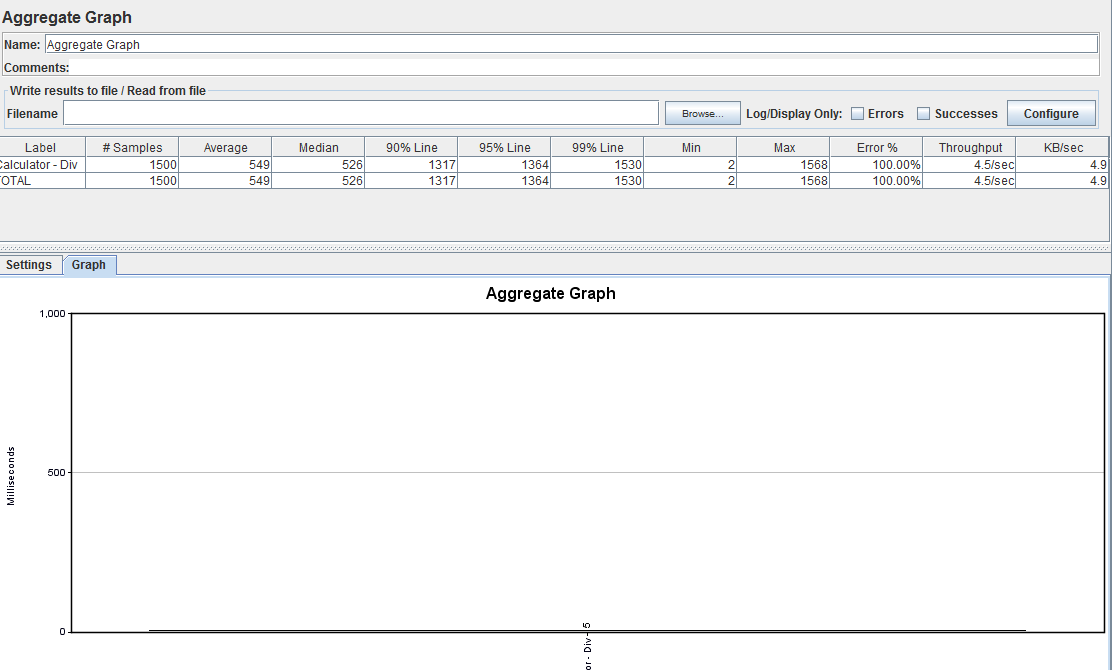 Aggregate Graph
Name: Aggregate Graph
Comments:
Write results to file / Read from file
Filename Browse... Log/Display Only: Errors Successes Configure
Label # Samples Average Median 90% Line 95% Line 99% Line Min Max Error % Throughput KB/sec
Calculator - Div 1500 549 526 1317 1364 1530 2 1568 100.00% 4.5/sec 4.9
TOTAL 1500 549 526 1317 1364 1530 2 1568 100.00% 4.5/sec 4.9
Settings Graph
Aggregate Graph
1,000
500
0
Milliseconds
or - Div - 5